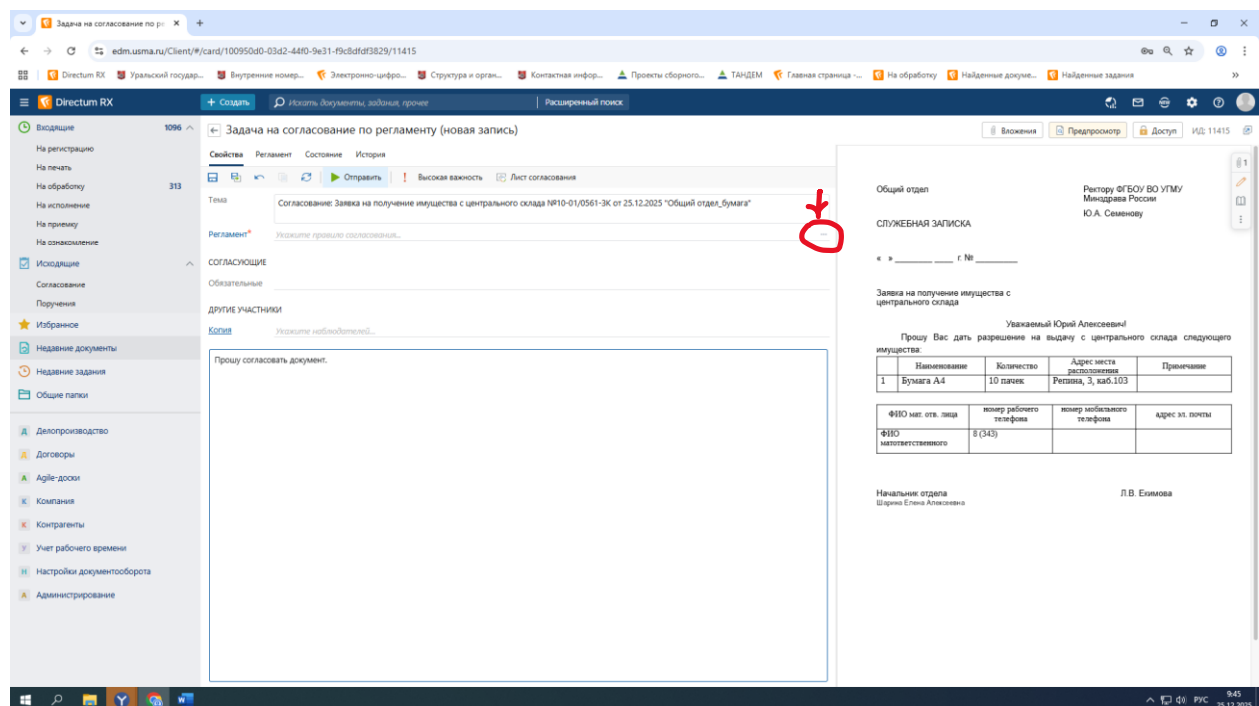 Задача на согласование по ре
edm.usma.ru/Client/#/card/100950d0-03d2-44f0-9e31-f9c8dfdf3829/11415
Directum RX Уральский государ... Внутренние номер... Электронно-цифро... Структура и орган... Контактная инфор... Проекты сборного... ТАНДЕМ Главная страница -... На обработку Найденные докуме... Найденные задания
Directum RX + Создать Искать документы, задания, прочее Расширенный поиск
Входящие 1096
На регистрацию
На печать
На обработку 313
На исполнение
На приемку
На ознакомление
Исходящие
Согласование
Поручения
Избранное
Недавние документы
Недавние задания
Общие папки
Д Делопроизводство
Д Договоры
A Agile-доски
К Компания
К Контрагенты
У Учет рабочего времени
Н Настройки документооборота
А Администрирование
Задача на согласование по регламенту (новая запись)
Вложения Предпросмотр Доступ ИД: 11415
Свойства Регламент Состояние История
Отправить ! Высокая важность Лист согласования
Тема Согласование: Заявка на получение имущества с центрального склада №10-01/0561-ЗК от 25.12.2025 "Общий отдел_бумага"
Регламент* Укажите правило согласования... ...
СОГЛАСУЮЩИЕ
Обязательные
ДРУГИЕ УЧАСТНИКИ
Копия Укажите наблюдателей...
Прошу согласовать документ.
1
Общий отдел Ректору ФГБОУ ВО УГМУ
Минздрава России
Ю.А. Семенову
СЛУЖЕБНАЯ ЗАПИСКА
« » ________ ____ г. № _________
Заявка на получение имущества с
центрального склада
Уважаемый Юрий Алексеевич!
Прошу Вас дать разрешение на выдачу с центрального склада следующего
имущества:
Наименование Количество Адрес места расположения Примечание
1 Бумага А4 10 пачек Репина, 3, каб.103
ФИО мат. отв. лица номер рабочего телефона номер мобильного телефона адрес эл. почты
ФИО матответственного 8 (343)
Начальник отдела Л.В. Екимова
Шарина Елена Алексеевна
РУС 9:45
25.12.2025